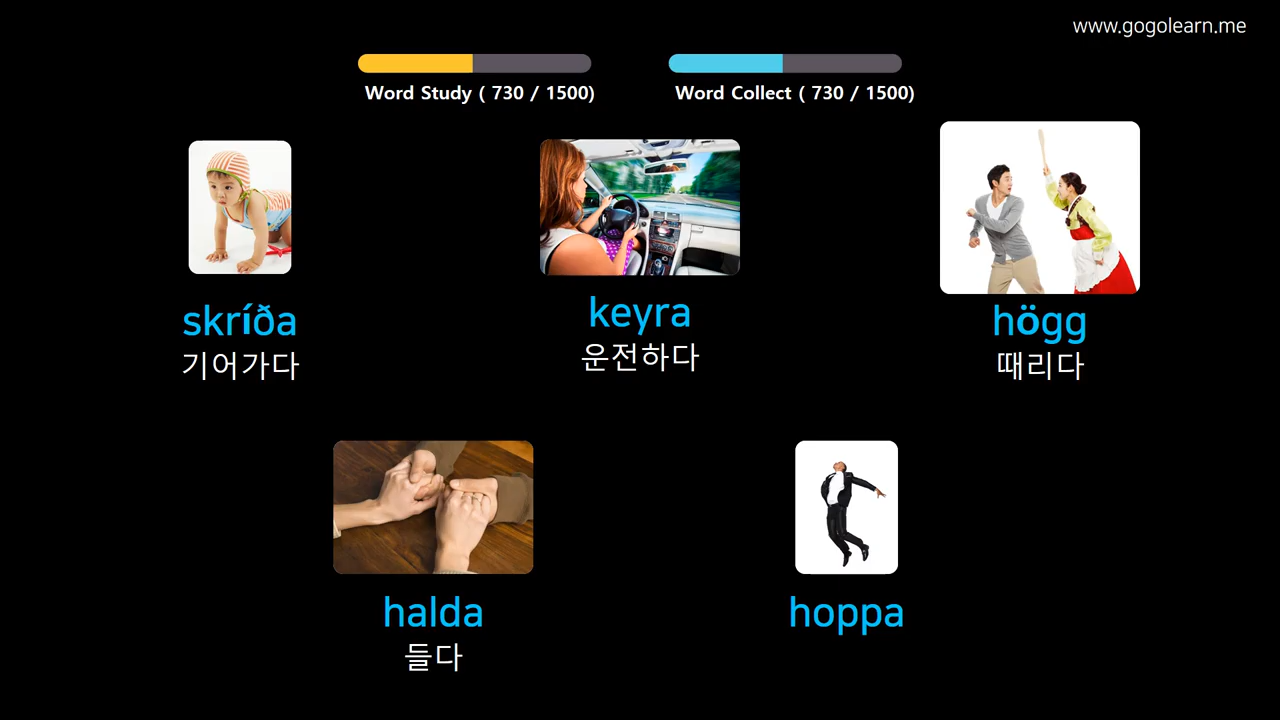 www.gogolearn.me
Word Study ( 730 / 1500)
Word Collect ( 730 / 1500)
skríða
기어가다
keyra
운전하다
högg
때리다
halda
들다
hoppa